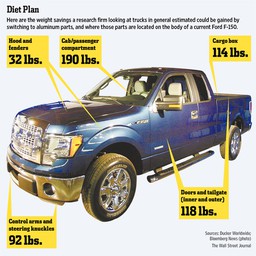 Diet Plan
Here are the weight savings a research firm looking at trucks in general estimated could be gained by
switching to aluminum parts, and where those parts are located on the body of a current Ford F-150.
Hood and
fenders
32 lbs.
Cab/passenger
compartment
190 lbs.
Cargo box
114 lbs.
Doors and tailgate
(inner and outer)
118 lbs.
Control arms and
steering knuckles
92 lbs.
Sources: Ducker Worldwide;
Bloomberg News (photo)
The Wall Street Journal